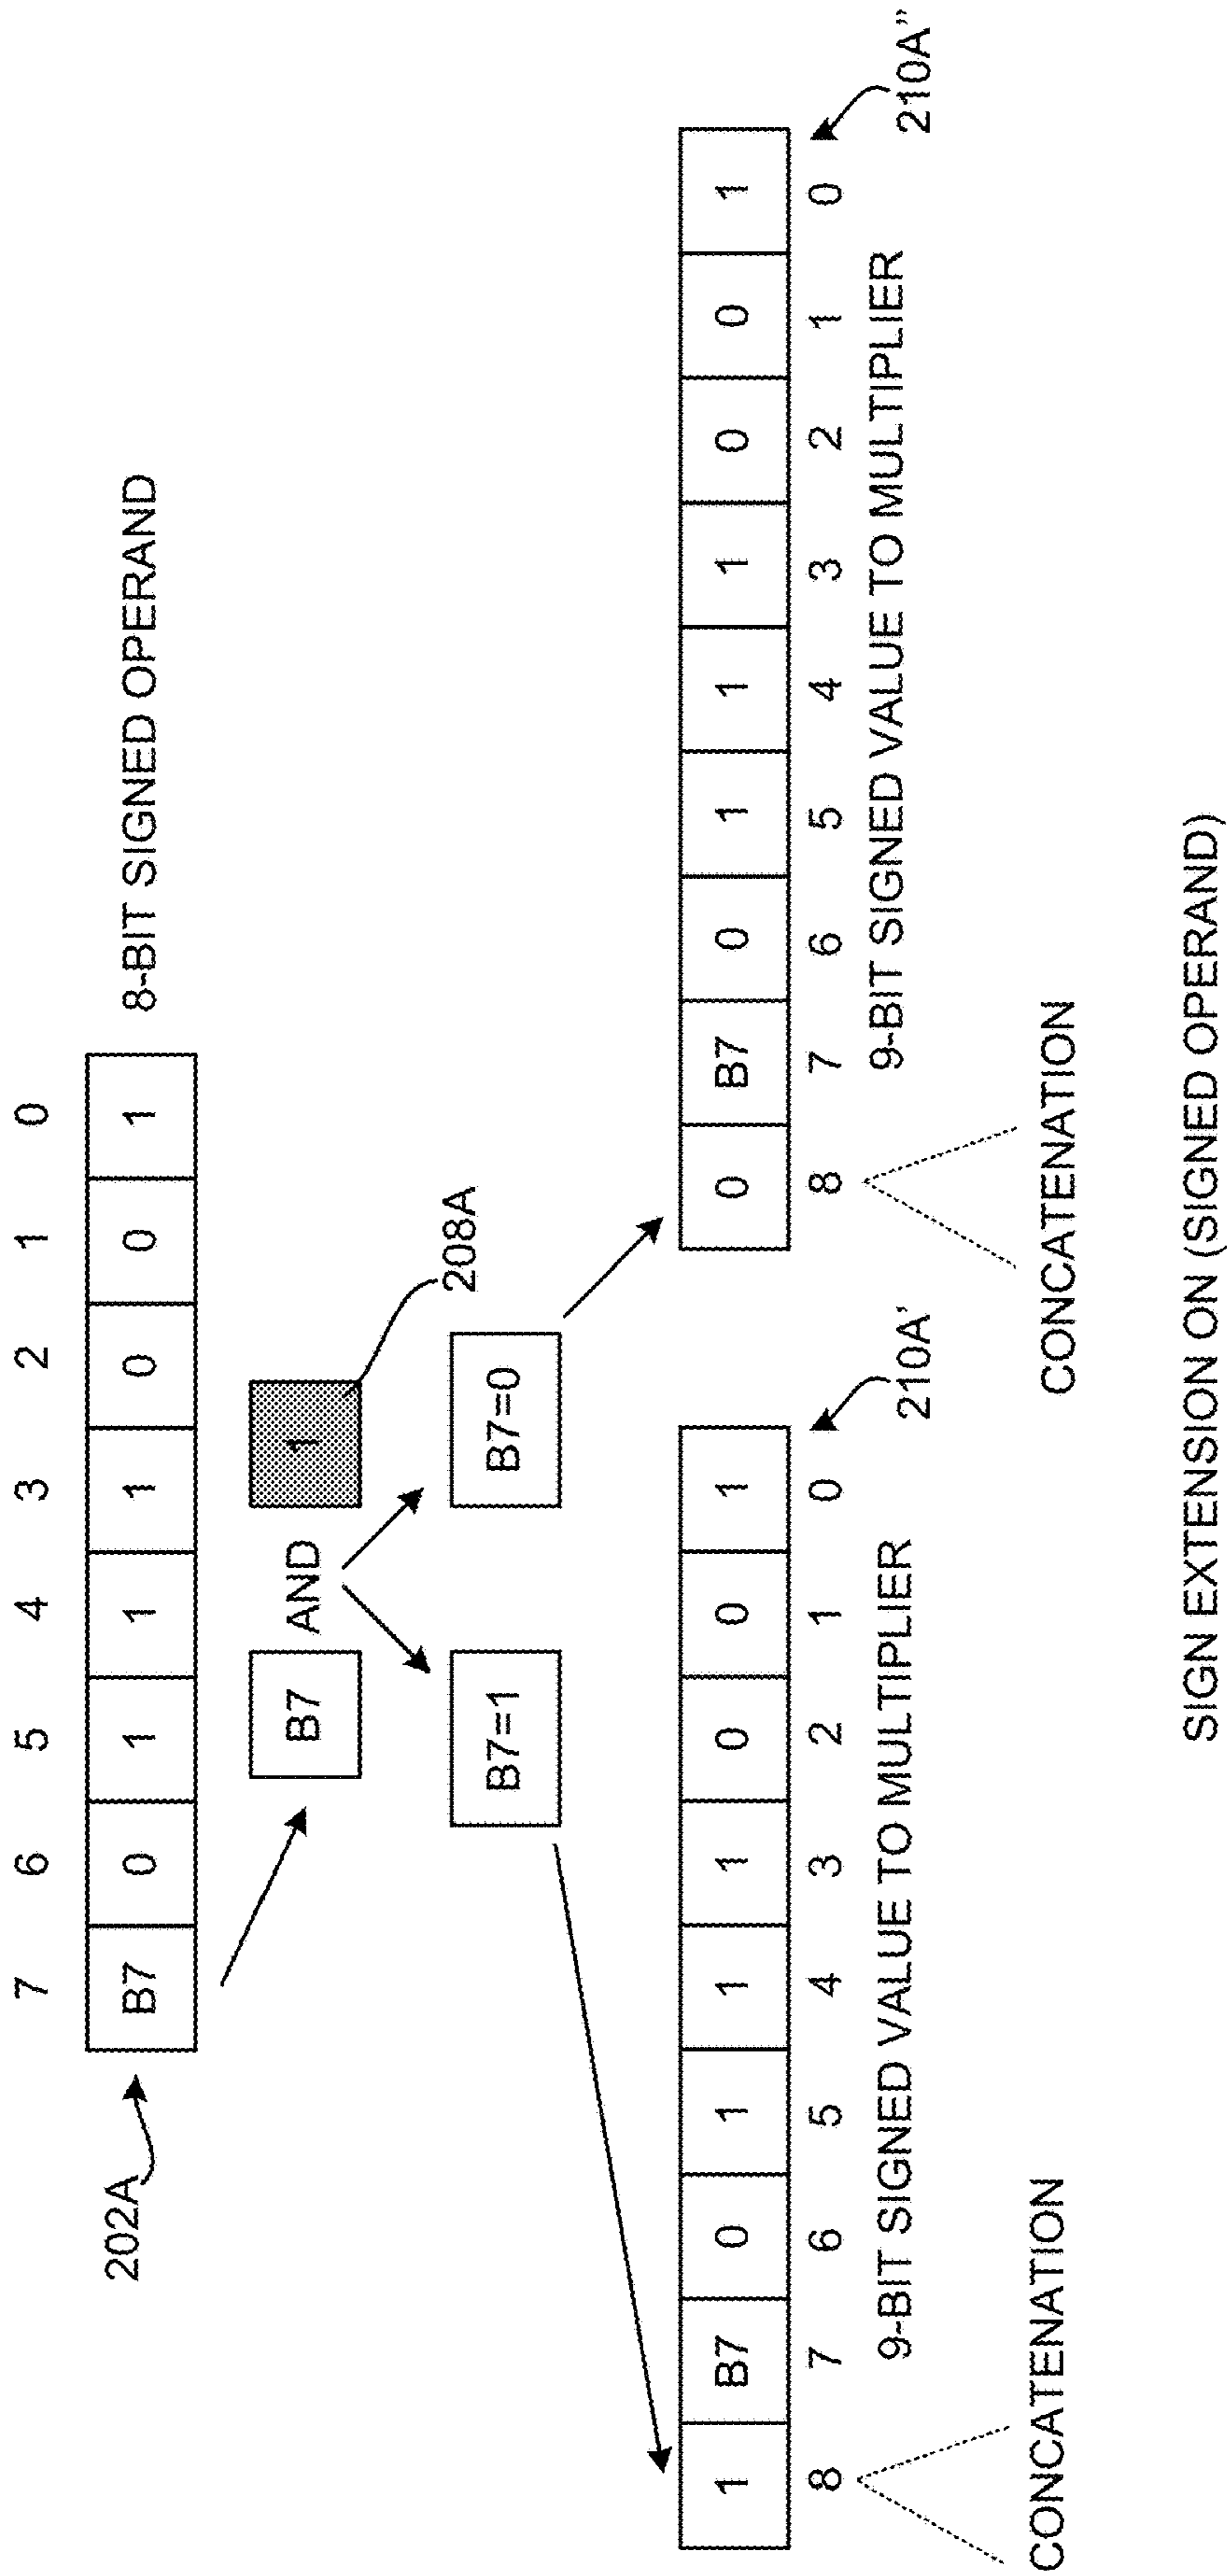 7 6 5 4 3 2 1 0
202A
B7 0 1 1 1 0 0 1
8-BIT SIGNED OPERAND
B7 AND 1
208A
B7=1 B7=0
1 B7 0 1 1 1 0 0 1
8 7 6 5 4 3 2 1 0
210A'
9-BIT SIGNED VALUE TO MULTIPLIER
CONCATENATION
0 B7 0 1 1 1 0 0 1
8 7 6 5 4 3 2 1 0
210A"
9-BIT SIGNED VALUE TO MULTIPLIER
CONCATENATION
SIGN EXTENSION ON (SIGNED OPERAND)